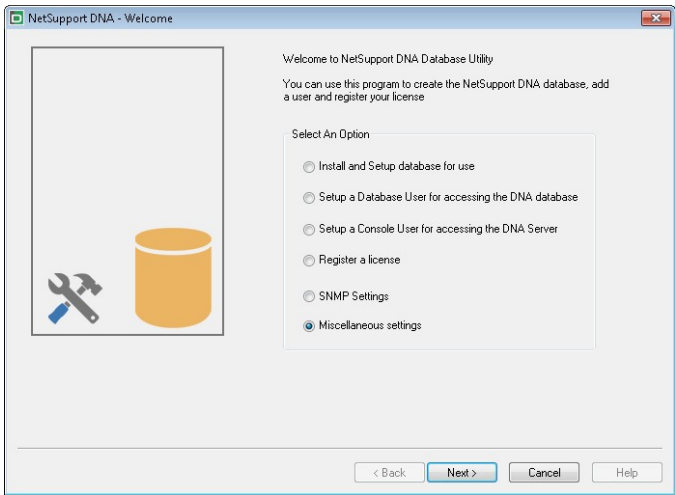 NetSupport DNA - Welcome
Welcome to NetSupport DNA Database Utility
You can use this program to create the NetSupport DNA database, add
a user and register your license
Select An Option
Install and Setup database for use
Setup a Database User for accessing the DNA database
Setup a Console User for accessing the DNA Server
Register a license
SNMP Settings
Miscellaneous settings
< Back
Next >
Cancel
Help